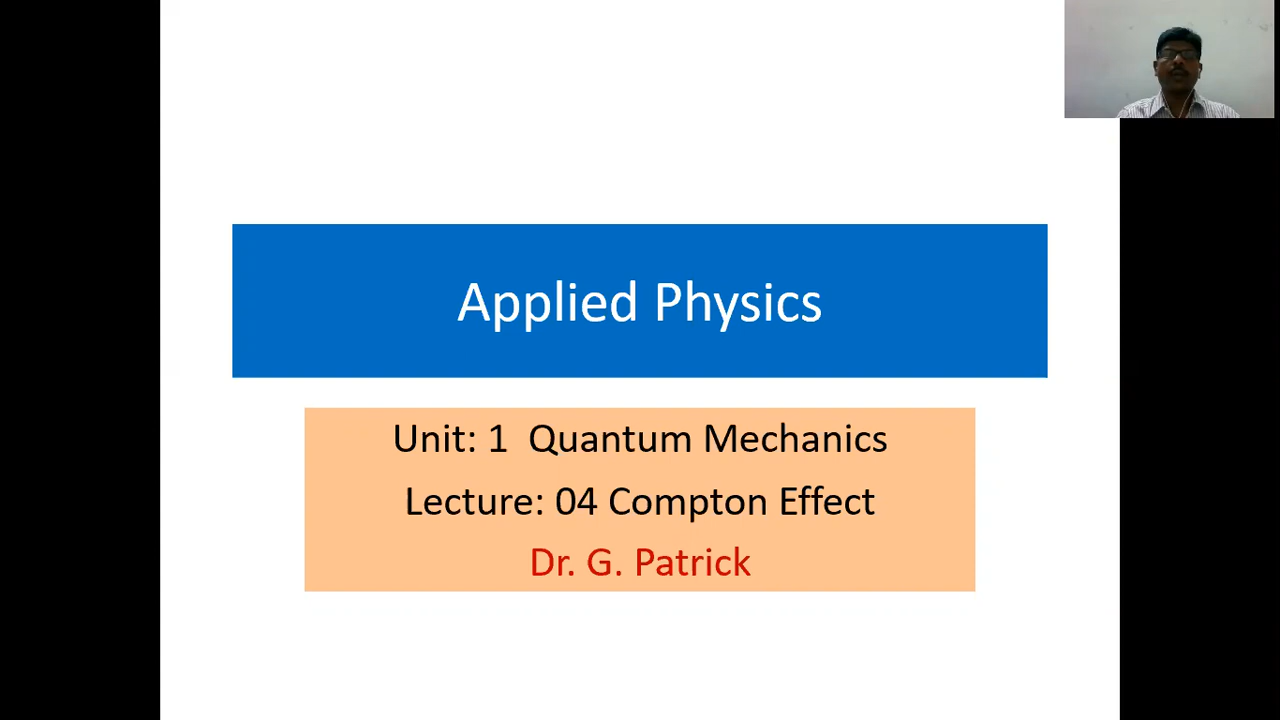 Applied Physics
Unit: 1 Quantum Mechanics
Lecture: 04 Compton Effect
Dr. G. Patrick